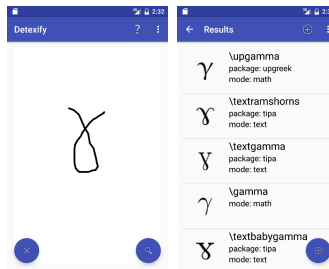 2:32
Detexify
?
ɣ
2:32
Results
\upgamma
package: upgreek
mode: math
\textramshorns
package: tipa
mode: text
\textgamma
package: tipa
mode: text
\gamma
mode: math
\textbabygamma
package: tipa
mode: text